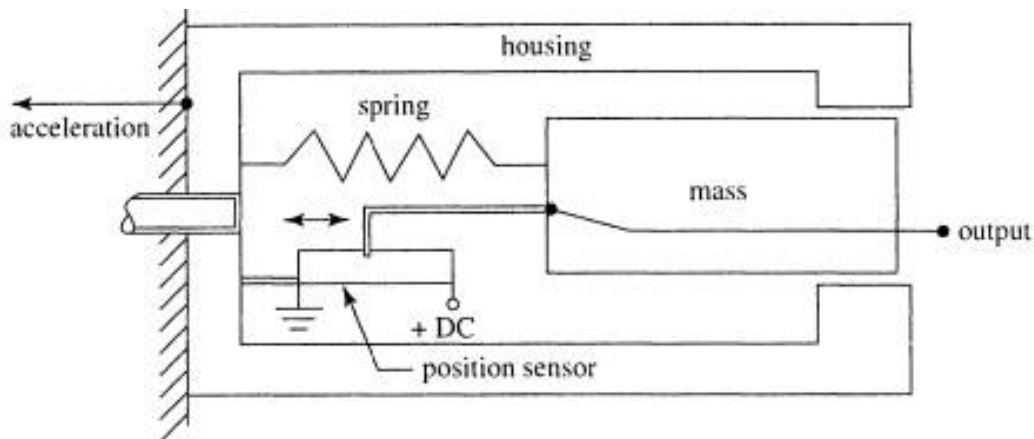 housing
spring
acceleration
mass
output
+ DC
position sensor